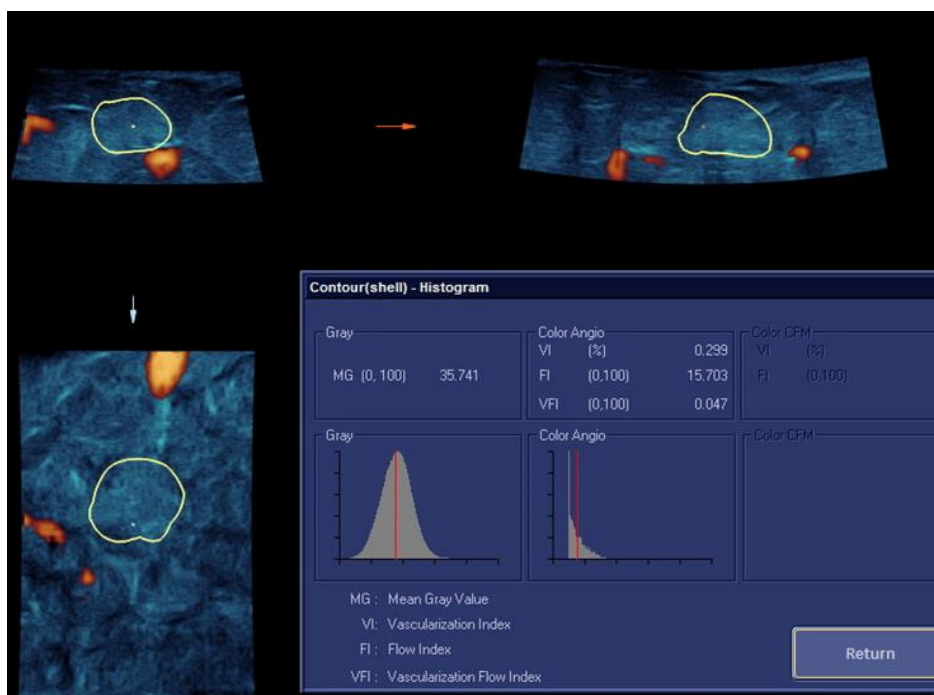 Contour(shell) - Histogram
Gray
MG (0, 100) 35.741
Color Angio
VI (%) 0.299
FI (0,100) 15.703
VFI (0,100) 0.047
Color CFM
VI (%)
FI (0,100)
Gray
Color Angio
Color CFM
MG : Mean Gray Value
VI: Vascularization Index
FI : Flow Index
VFI : Vascularization Flow Index
Return